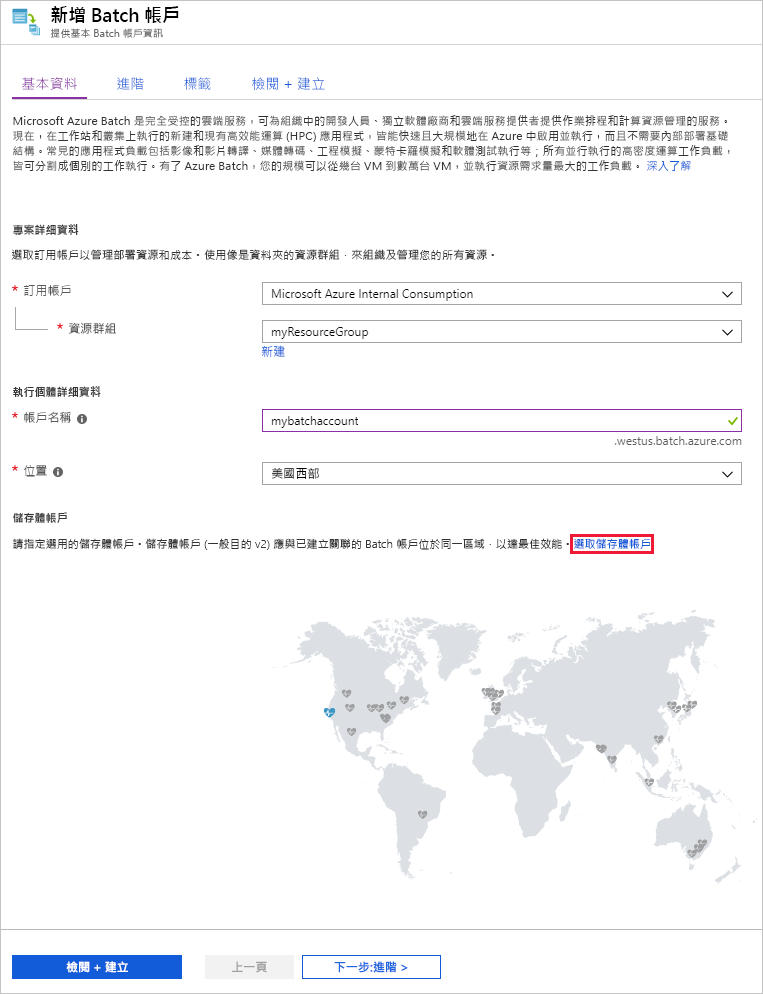 新增 Batch 帳戶
提供基本 Batch 帳戶資訊
基本資料 進階 標籤 檢閱 + 建立
Microsoft Azure Batch 是完全受控的雲端服務，可為組織中的開發人員、獨立軟體廠商和雲端服務提供者提供作業排程和計算資源管理的服務。
現在，在工作站和叢集上執行的新建和現有高效能運算 (HPC) 應用程式，皆能快速且大規模地在 Azure 中啟用並執行，而且不需要內部部署基礎
結構。常見的應用程式負載包括影像和影片轉譯、媒體轉碼、工程模擬、蒙特卡羅模擬和軟體測試執行等；所有並行執行的高密度運算工作負載，
皆可分割成個別的工作執行。有了 Azure Batch，您的規模可以從幾台 VM 到數萬台 VM，並執行資源需求量最大的工作負載。 深入了解
專案詳細資料
選取訂用帳戶以管理部署資源和成本。使用像是資料夾的資源群組，來組織及管理您的所有資源。
* 訂用帳戶 Microsoft Azure Internal Consumption
* 資源群組 myResourceGroup
新建
執行個體詳細資料
* 帳戶名稱 mybatchaccount
.westus.batch.azure.com
* 位置 美國西部
儲存體帳戶
請指定選用的儲存體帳戶。儲存體帳戶 (一般目的 v2) 應與已建立關聯的 Batch 帳戶位於同一區域，以達最佳效能。選取儲存體帳戶
檢閱 + 建立 上一頁 下一步:進階 >